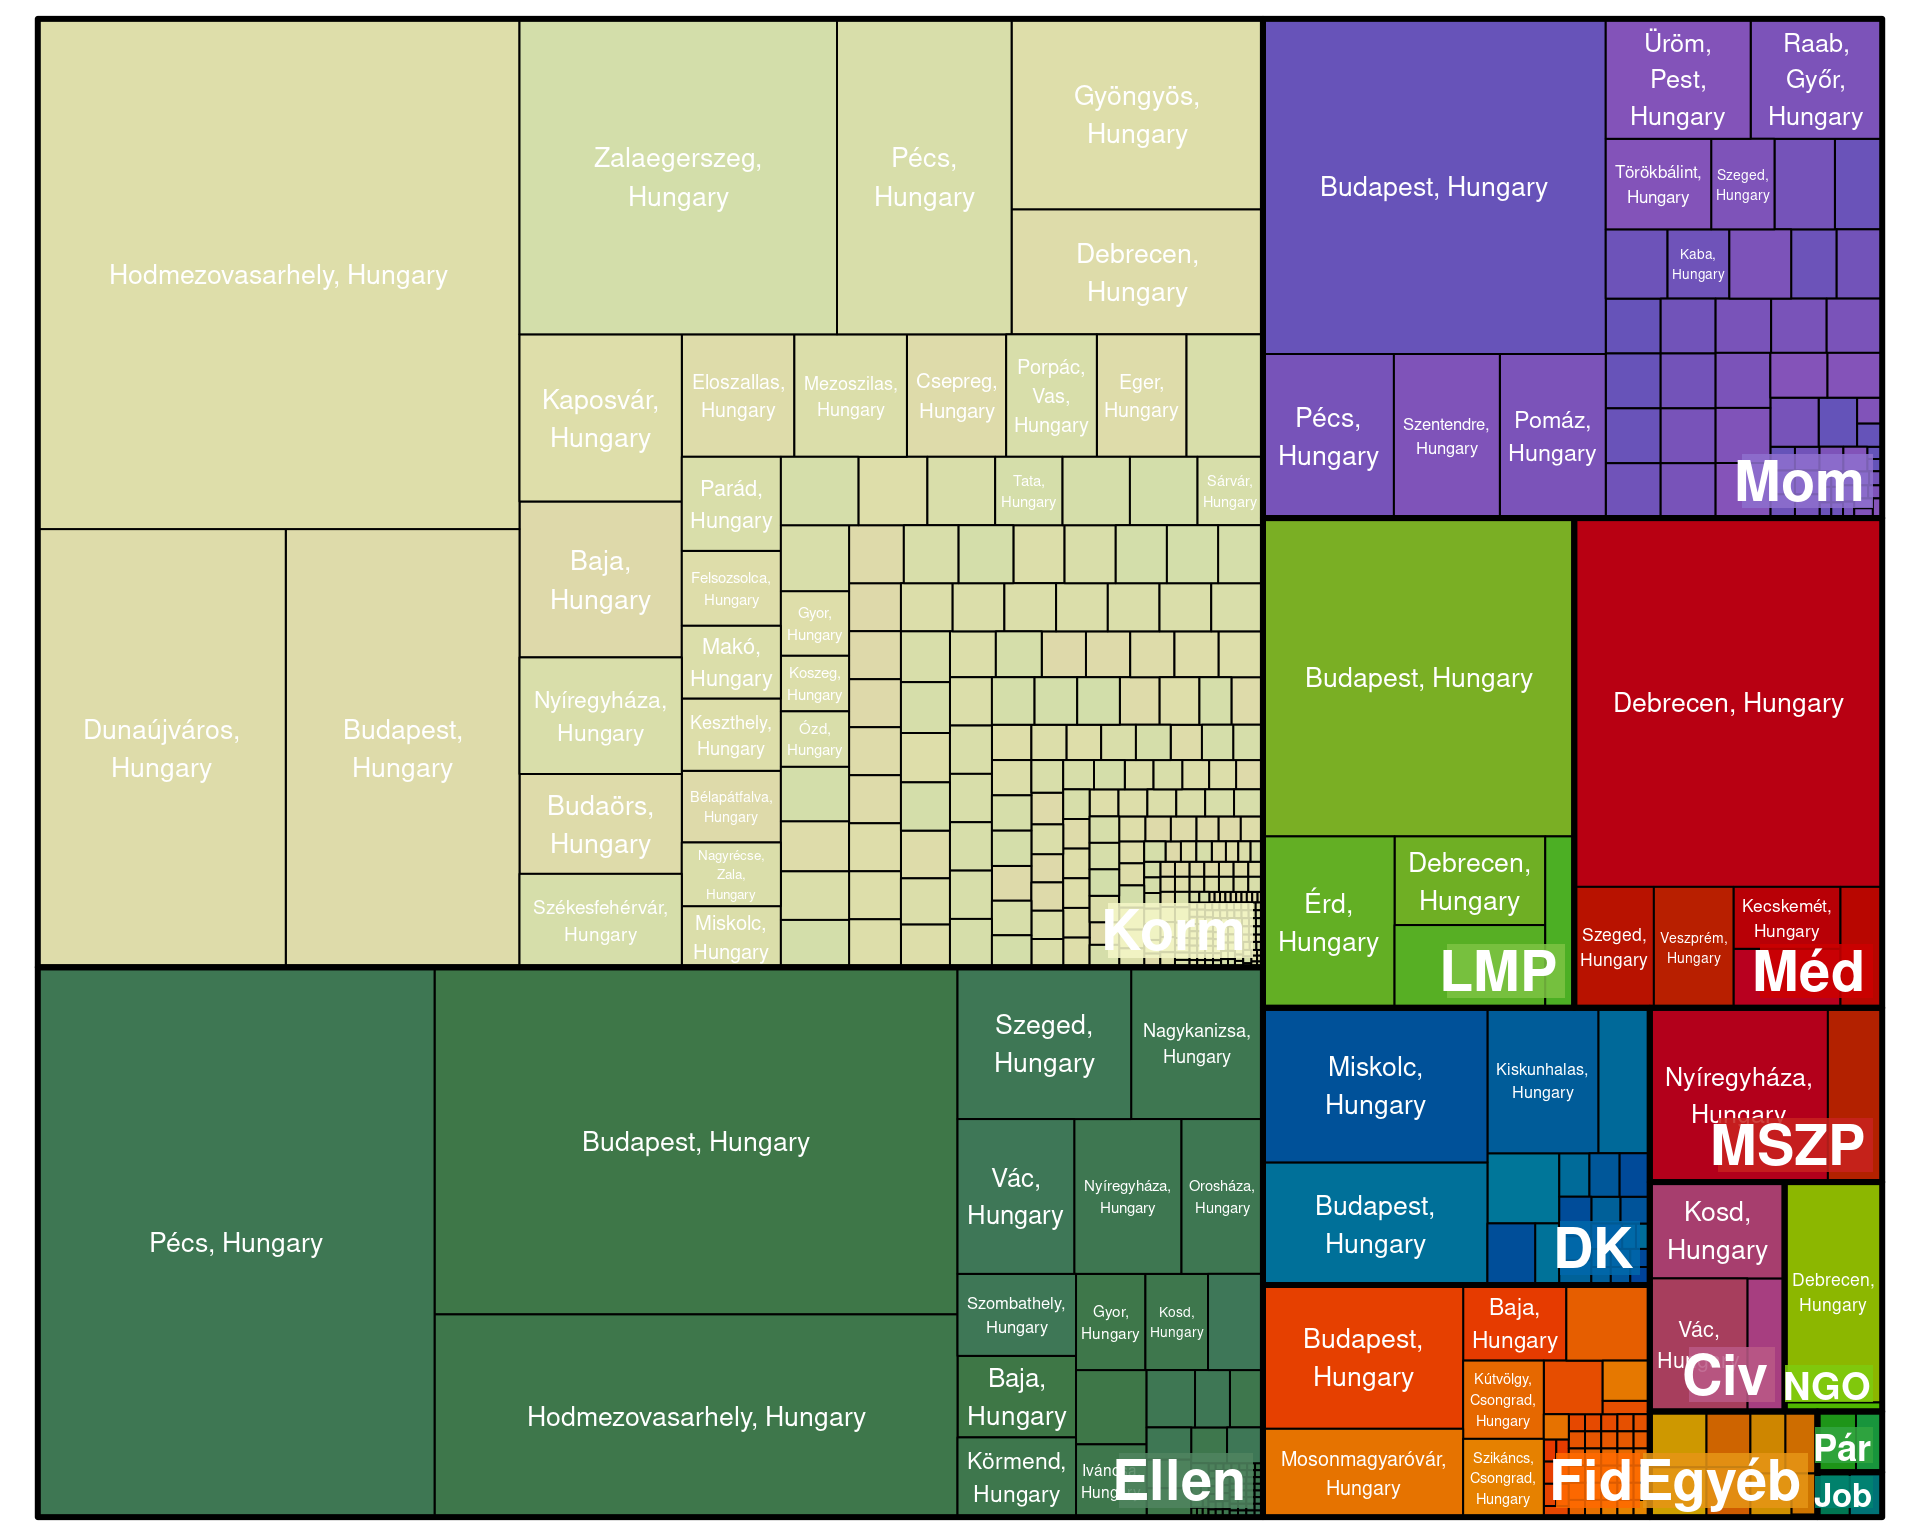 Hodmezovasarhely, Hungary
Zalaegerszeg,
Hungary
Pécs,
Hungary
Gyöngyös,
Hungary
Debrecen,
Hungary
Dunaújváros,
Hungary
Budapest,
Hungary
Kaposvár,
Hungary
Baja,
Hungary
Nyíregyháza,
Hungary
Budaörs,
Hungary
Székesfehérvár,
Hungary
Eloszallas,
Hungary
Mezoszilas,
Hungary
Csepreg,
Hungary
Porpác,
Vas,
Hungary
Eger,
Hungary
Parád,
Hungary
Felsozsolca,
Hungary
Makó,
Hungary
Keszthely,
Hungary
Bélapátfalva,
Hungary
Nagyrécse,
Zala,
Hungary
Miskolc,
Hungary
Tata,
Hungary
Sárvár,
Hungary
Gyor,
Hungary
Koszeg,
Hungary
Ózd,
Hungary
Korm
Pécs, Hungary
Budapest, Hungary
Hodmezovasarhely, Hungary
Szeged,
Hungary
Nagykanizsa,
Hungary
Vác,
Hungary
Nyíregyháza,
Hungary
Orosháza,
Hungary
Szombathely,
Hungary
Gyor,
Hungary
Kosd,
Hungary
Baja,
Hungary
Körmend,
Hungary
Ellen
Budapest, Hungary
Üröm,
Pest,
Hungary
Raab,
Győr,
Hungary
Törökbálint,
Hungary
Szeged,
Hungary
Kaba,
Hungary
Pécs,
Hungary
Szentendre,
Hungary
Pomáz,
Hungary
Mom
Budapest, Hungary
Érd,
Hungary
Debrecen,
Hungary
LMP
Debrecen, Hungary
Szeged,
Hungary
Veszprém,
Hungary
Kecskemét,
Hungary
Méd
Miskolc,
Hungary
Kiskunhalas,
Hungary
Budapest,
Hungary
DK
Nyíregyháza,
Hungary
MSZP
Kosd,
Hungary
Vác,
Hungary
Civ
Debrecen,
Hungary
NGO
Budapest,
Hungary
Baja,
Hungary
Kútvölgy,
Csongrad,
Hungary
Mosonmagyaróvár,
Hungary
Szikáncs,
Csongrad,
Hungary
Fid
Egyéb
Pár
Job